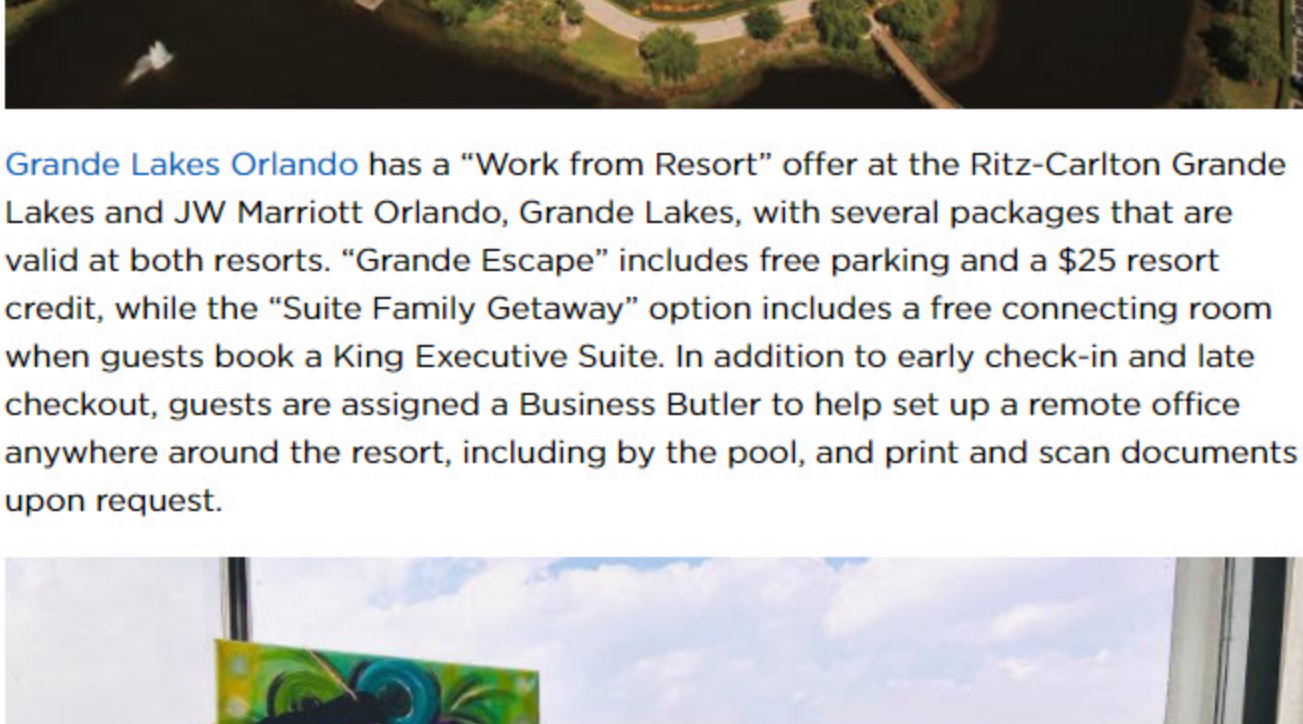 Grande Lakes Orlando has a “Work from Resort” offer at the Ritz-Carlton Grande
Lakes and JW Marriott Orlando, Grande Lakes, with several packages that are
valid at both resorts. “Grande Escape” includes free parking and a $25 resort
credit, while the “Suite Family Getaway” option includes a free connecting room
when guests book a King Executive Suite. In addition to early check-in and late
checkout, guests are assigned a Business Butler to help set up a remote office
anywhere around the resort, including by the pool, and print and scan documents
upon request.